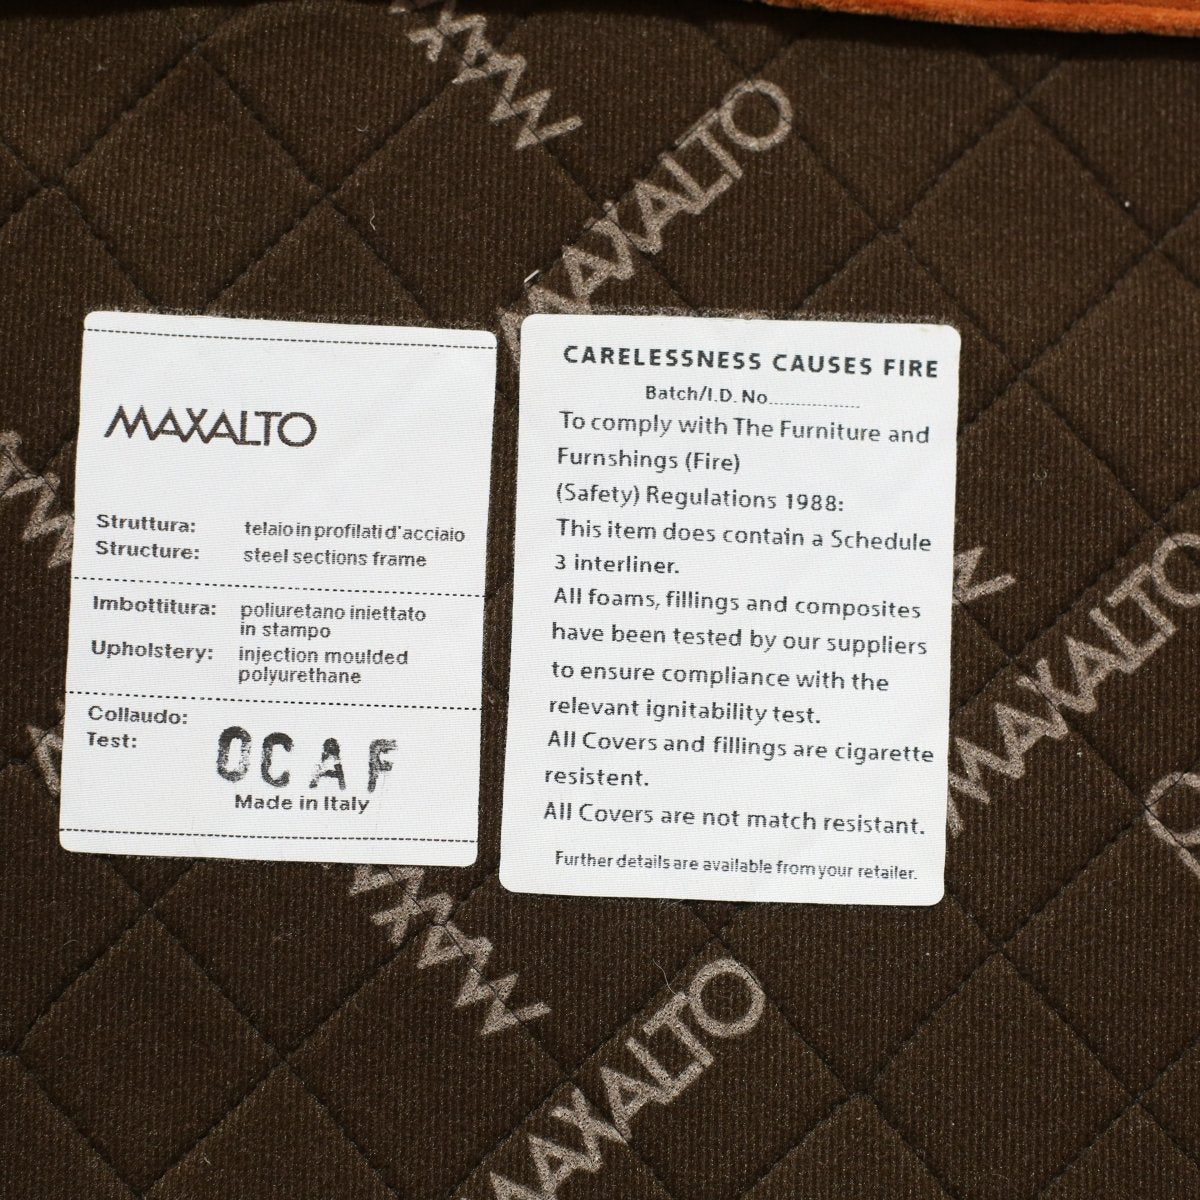 MAXALTO
MAXALTO
Struttura: telaio in profilati d'acciaio
Structure: steel sections frame
Imbottitura: poliuretano iniettato
in stampo
Upholstery: injection moulded
polyurethane
Collaudo:
Test:
OCAF
Made in Italy
CARELESSNESS CAUSES FIRE
Batch/I.D. No................
To comply with The Furniture and
Furnshings (Fire)
(Safety) Regulations 1988:
This item does contain a Schedule
3 interliner.
All foams, fillings and composites
have been tested by our suppliers
to ensure compliance with the
relevant ignitability test.
All Covers and fillings are cigarette
resistent.
All Covers are not match resistant.
Further details are available from your retailer.
MAXALTO
MAXALTO